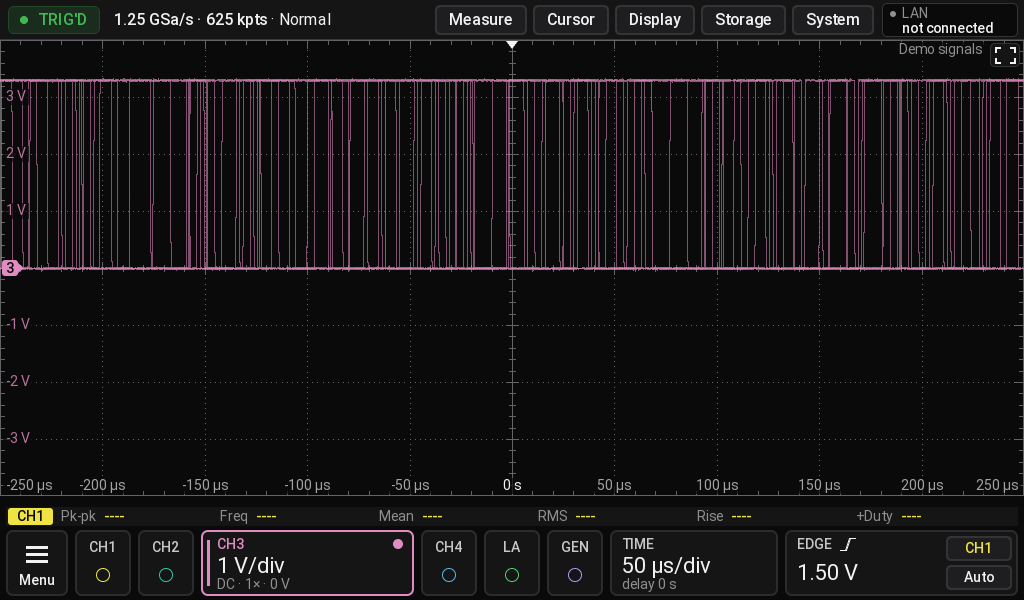 TRIG'D 1.25 GSa/s · 625 kpts · Normal Measure Cursor Display Storage System LAN
not connected
Demo signals
3 V
2 V
1 V
3
-1 V
-2 V
-3 V
-250 µs -200 µs -150 µs -100 µs -50 µs 0 s 50 µs 100 µs 150 µs 200 µs 250 µs
CH1 Pk-pk ---- Freq ---- Mean ---- RMS ---- Rise ---- +Duty ----
Menu
CH1
CH2
CH3
1 V/div
DC · 1× · 0 V
CH4
LA
GEN
TIME
50 µs/div
delay 0 s
EDGE
1.50 V
CH1
Auto